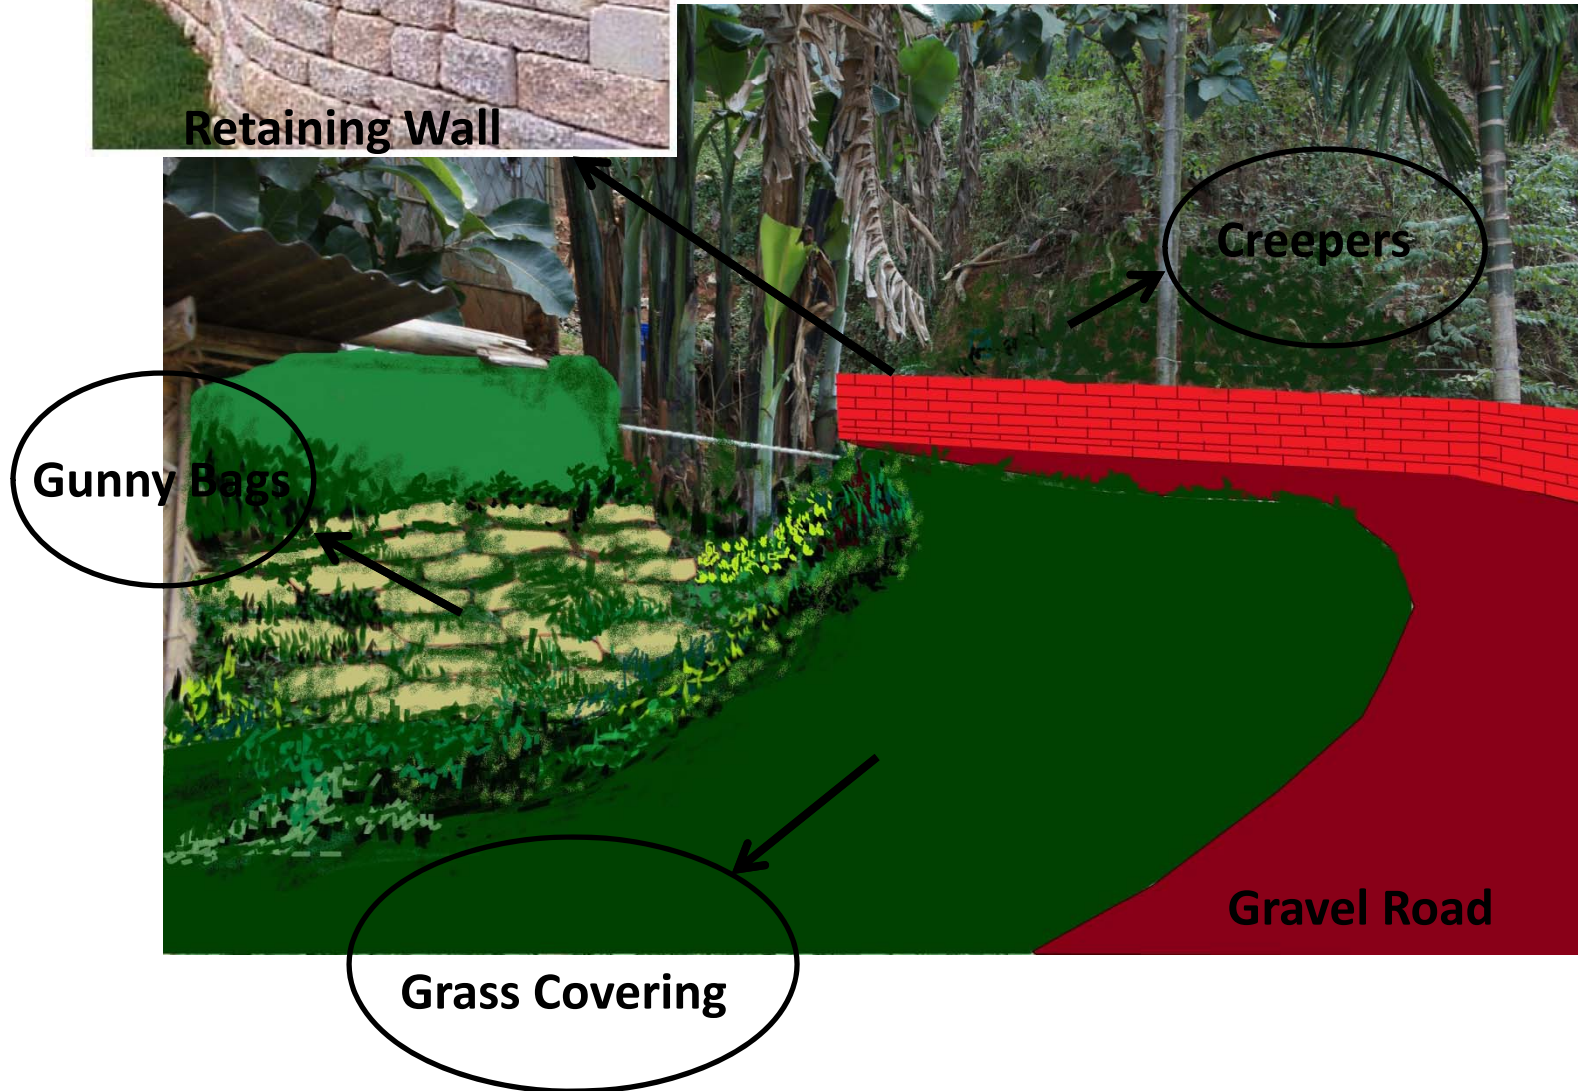 Retaining Wall
Creepers
Gunny Bags
Gravel Road
Grass Covering